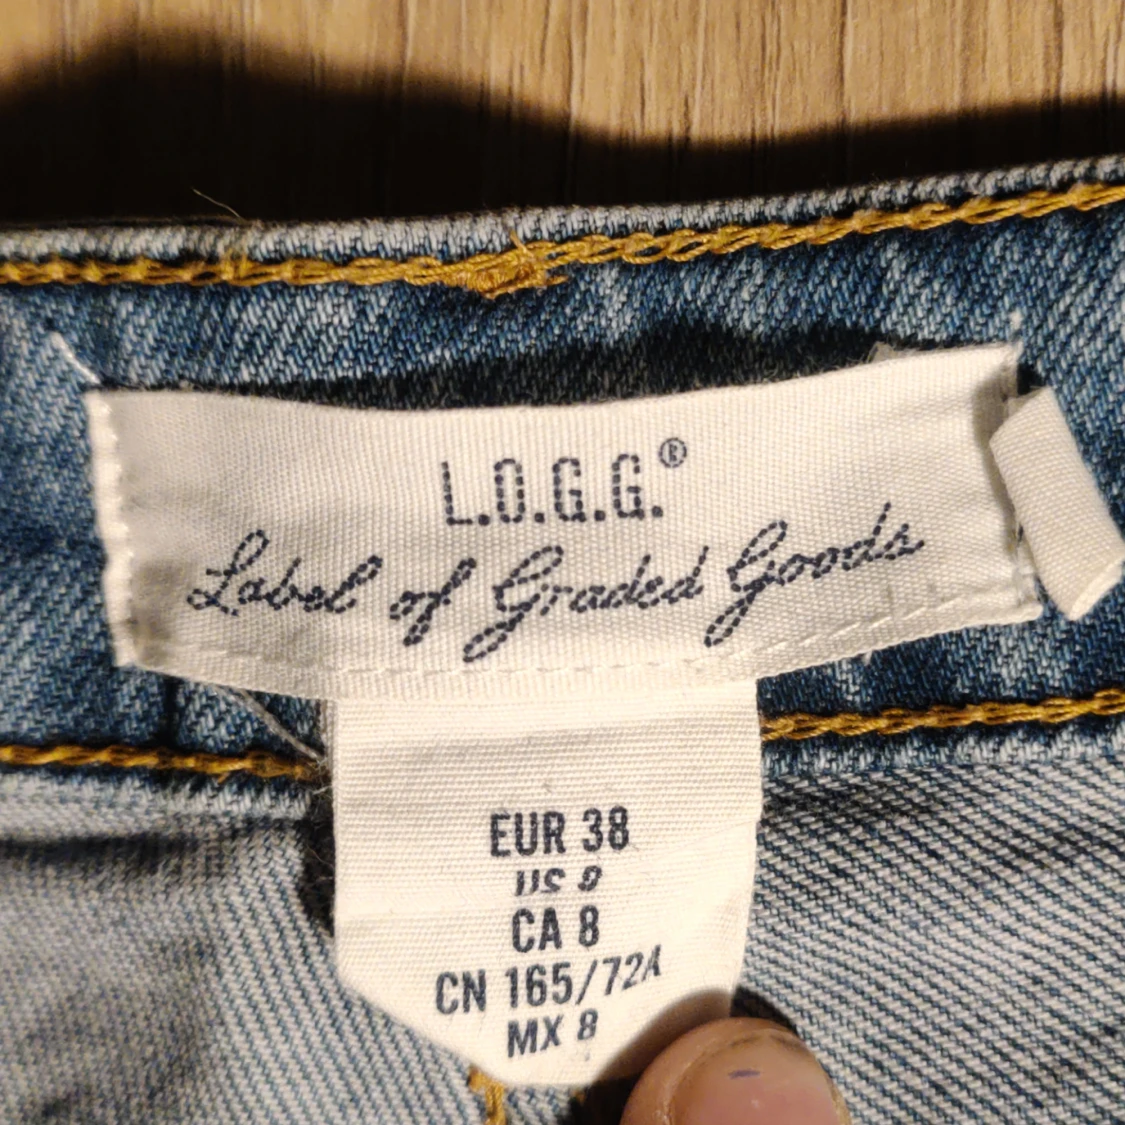 L.O.G.G.®
Label of Graded Goods
EUR 38
US 8
CA 8
CN 165/72A
MX 8